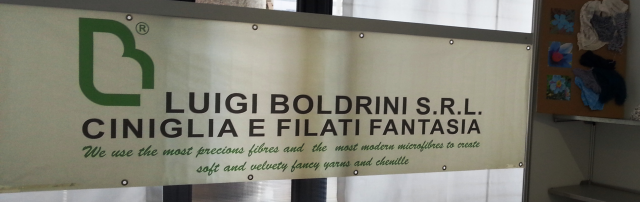 ®
LUIGI BOLDRINI S.R.L.
CINIGLIA E FILATI FANTASIA
We use the most precious fibres and the most modern microfibres to create
soft and velvety fancy yarns and chenille